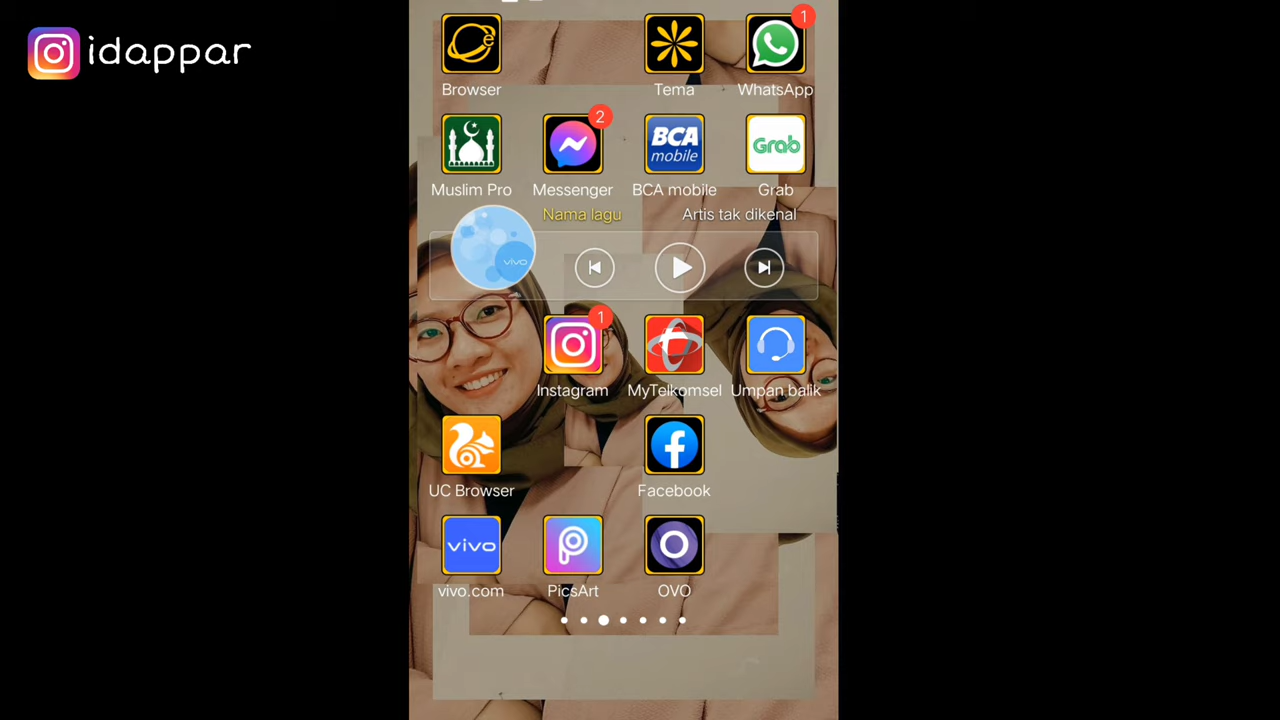 idappar
1
Browser
Tema
WhatsApp
2
BCA
mobile
Grab
Muslim Pro
Messenger
BCA mobile
Grab
Nama lagu
Artis tak dikenal
vivo
1
Instagram
MyTelkomsel
Umpan balik
UC Browser
Facebook
vivo
vivo.com
PicsArt
OVO